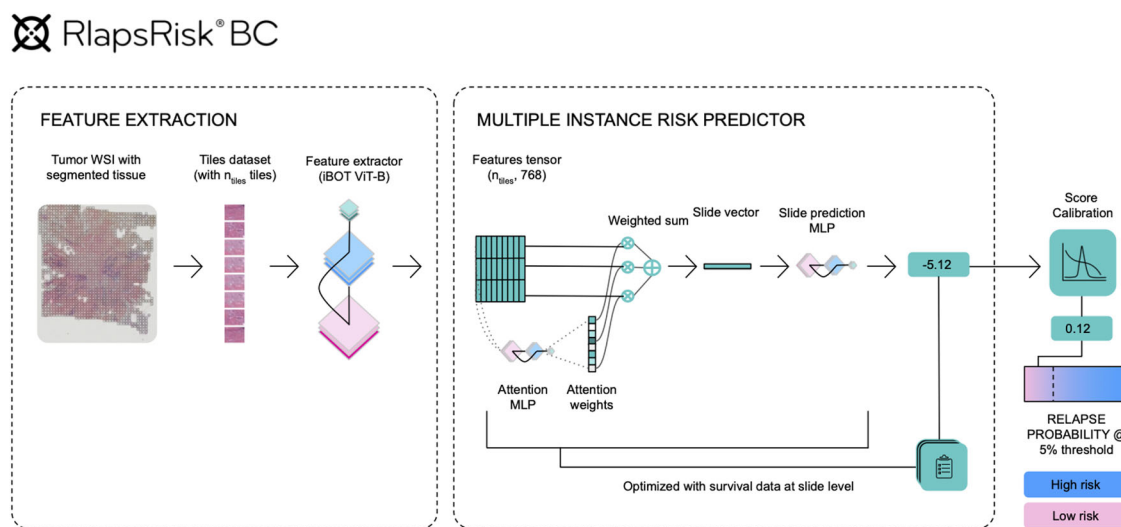 RlapsRisk® BC
FEATURE EXTRACTION
Tumor WSI with
segmented tissue
Tiles dataset
(with n_tiles tiles)
Feature extractor
(iBOT ViT-B)
MULTIPLE INSTANCE RISK PREDICTOR
Features tensor
(n_tiles, 768)
Weighted sum
Slide vector
Slide prediction
MLP
-5.12
Attention
MLP
Attention
weights
Optimized with survival data at slide level
Score
Calibration
0.12
RELAPSE
PROBABILITY @
5% threshold
High risk
Low risk